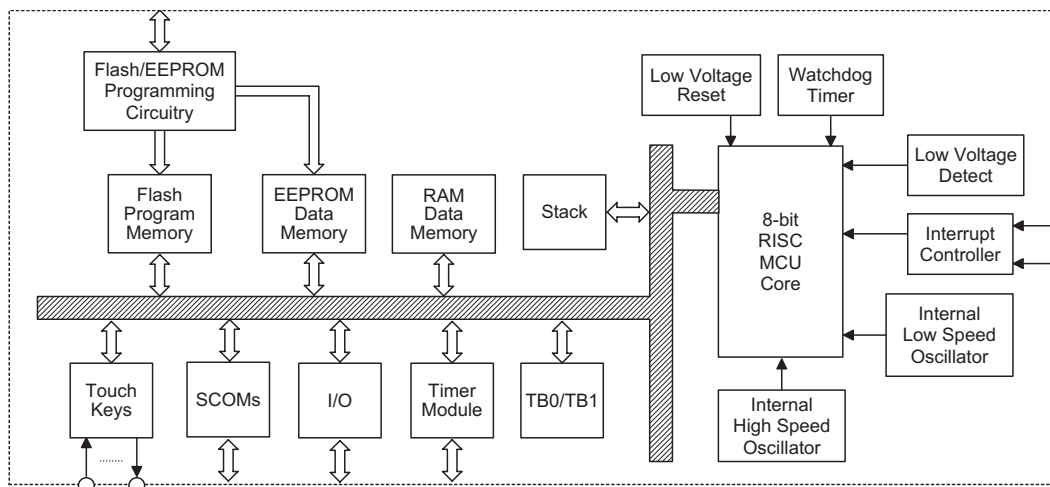 Flash/EEPROM
Programming
Circuitry
Low Voltage
Reset
Watchdog
Timer
Flash
Program
Memory
EEPROM
Data
Memory
RAM
Data
Memory
Stack
8-bit
RISC
MCU
Core
Low Voltage
Detect
Interrupt
Controller
Internal
Low Speed
Oscillator
Touch
Keys
SCOMs
I/O
Timer
Module
TB0/TB1
Internal
High Speed
Oscillator